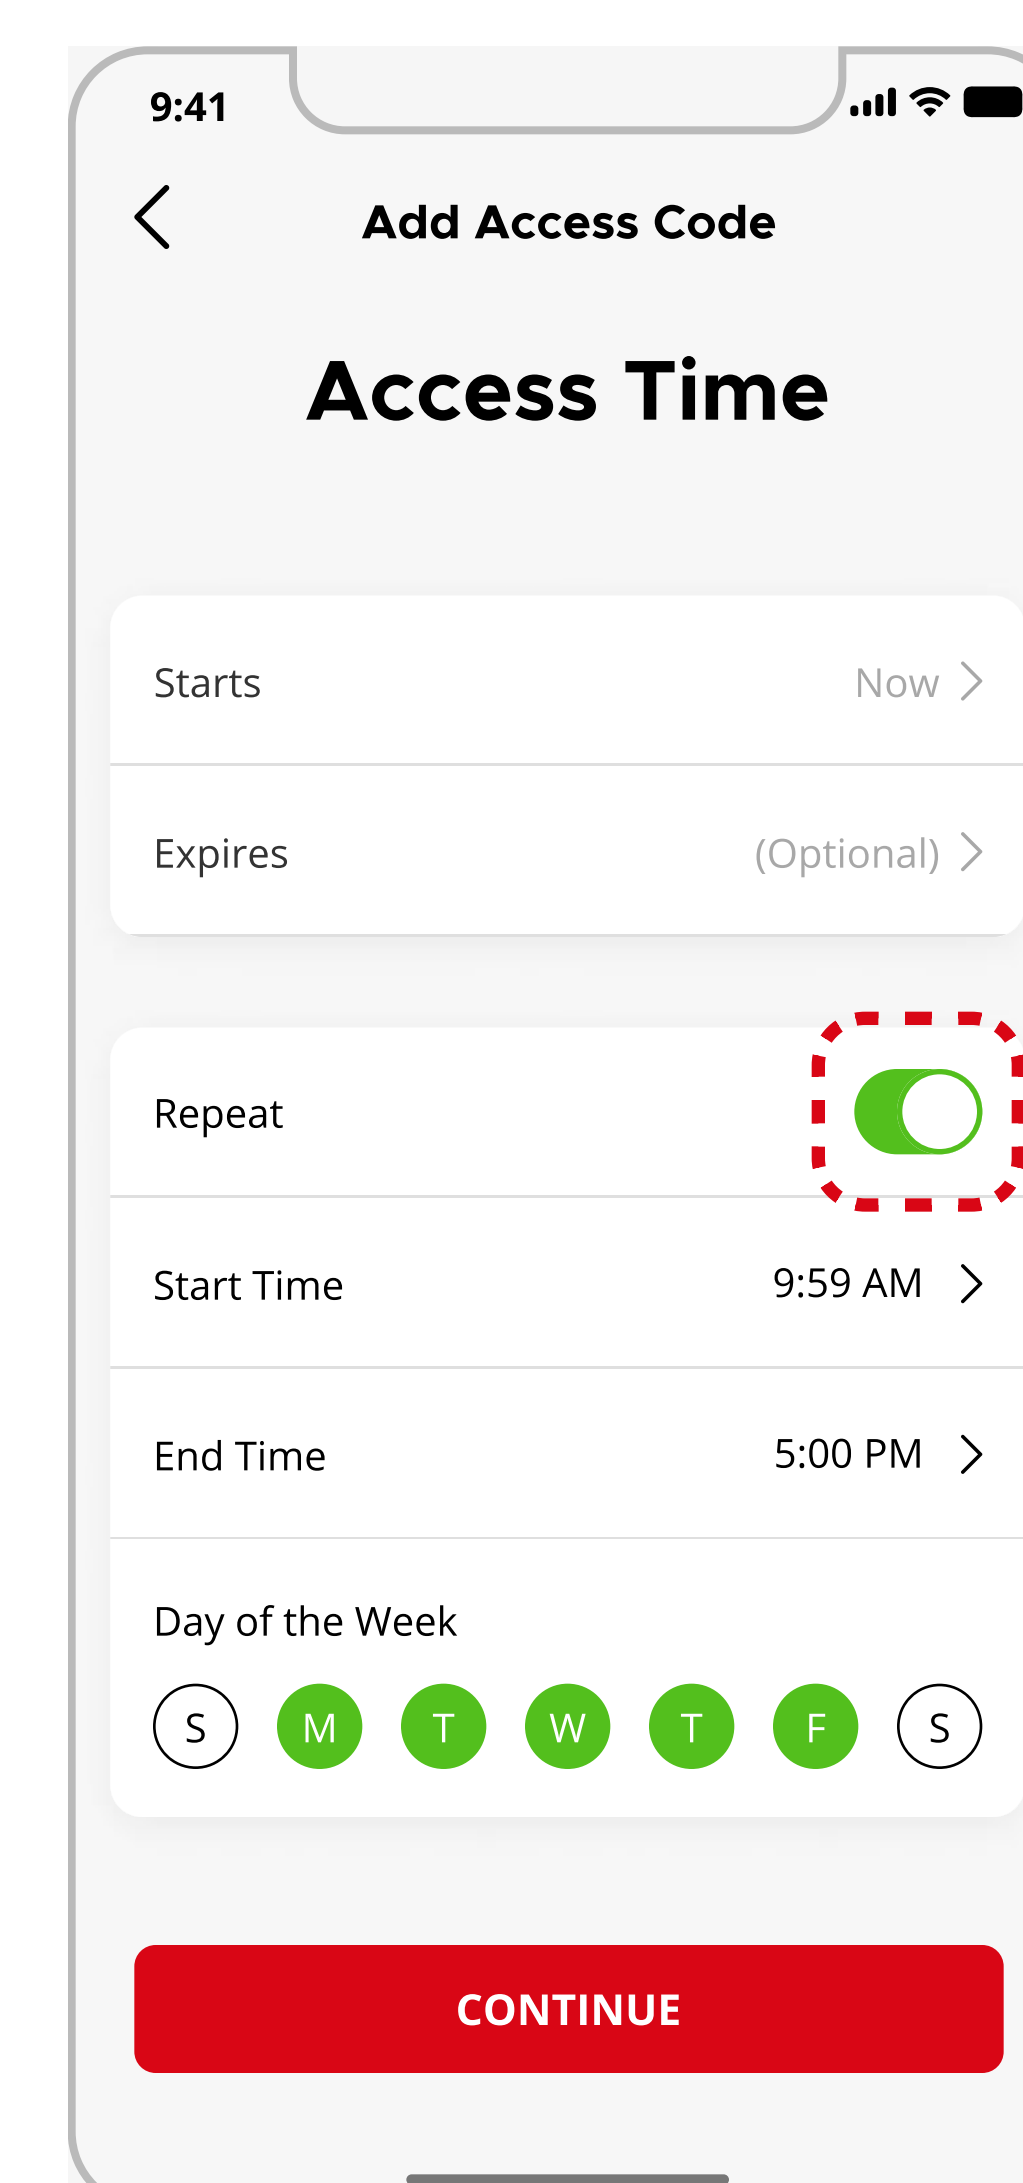 9:41
Add Access Code
Access Time
Starts Now
Expires (Optional)
Repeat
Start Time 9:59 AM
End Time 5:00 PM
Day of the Week
S M T W T F S
CONTINUE